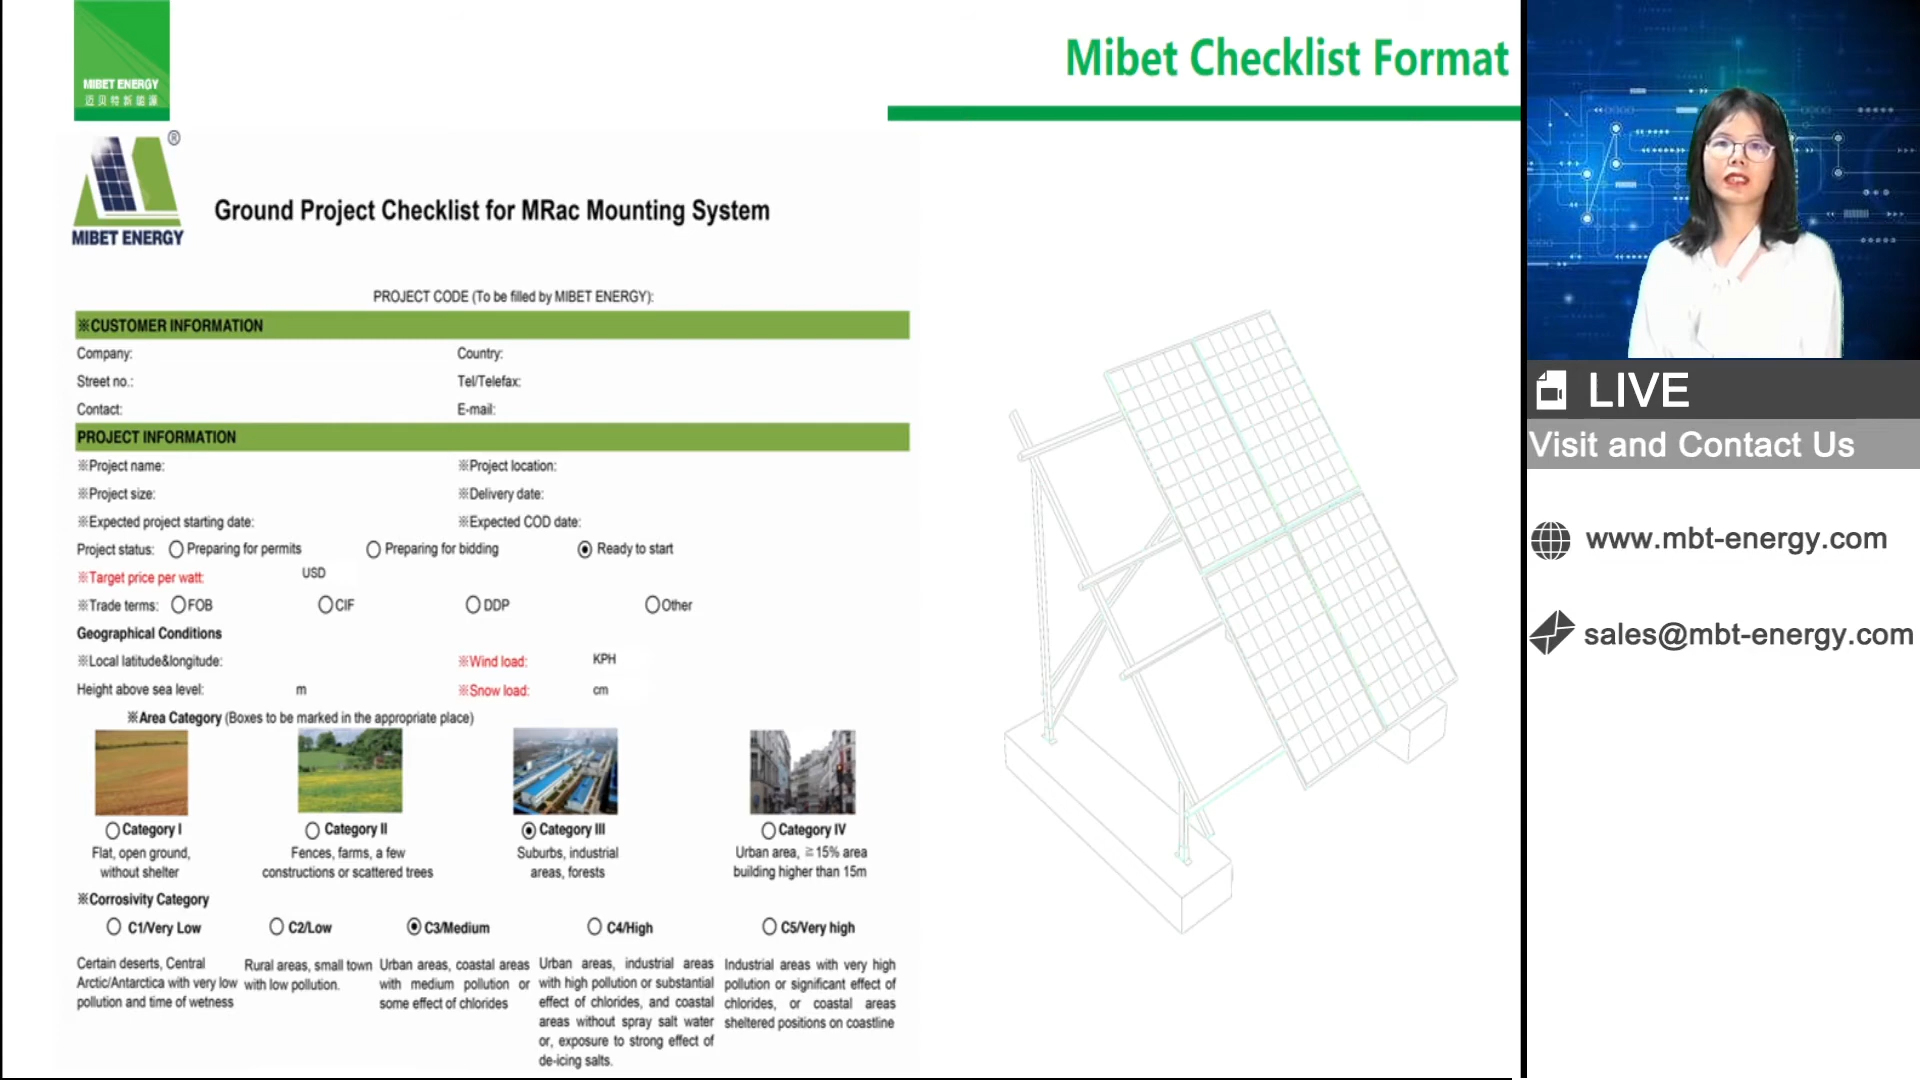 MIBET ENERGY
迈贝特新能源
Mibet Checklist Format
®
MIBET ENERGY
Ground Project Checklist for MRac Mounting System
PROJECT CODE (To be filled by MIBET ENERGY):
※CUSTOMER INFORMATION
Company: Country:
Street no.: Tel/Telefax:
Contact: E-mail:
PROJECT INFORMATION
※Project name: ※Project location:
※Project size: ※Delivery date:
※Expected project starting date: ※Expected COD date:
Project status: Preparing for permits Preparing for bidding Ready to start
※Target price per watt: USD
※Trade terms: FOB CIF DDP Other
Geographical Conditions
※Local latitude&longitude: ※Wind load: KPH
Height above sea level: m ※Snow load: cm
※Area Category (Boxes to be marked in the appropriate place)
Category I Category II Category III Category IV
Flat, open ground, Fences, farms, a few Suburbs, industrial Urban area, ≧15% area
without shelter constructions or scattered trees areas, forests building higher than 15m
※Corrosivity Category
C1/Very Low C2/Low C3/Medium C4/High C5/Very high
Certain deserts, Central
Arctic/Antarctica with very low
pollution and time of wetness
Rural areas, small town
with low pollution.
Urban areas, coastal areas
with medium pollution or
some effect of chlorides
Urban areas, industrial areas
with high pollution or substantial
effect of chlorides, and coastal
areas without spray salt water
or, exposure to strong effect of
de-icing salts.
Industrial areas with very high
pollution or significant effect of
chlorides, or coastal areas
sheltered positions on coastline
LIVE
Visit and Contact Us
www.mbt-energy.com
sales@mbt-energy.com